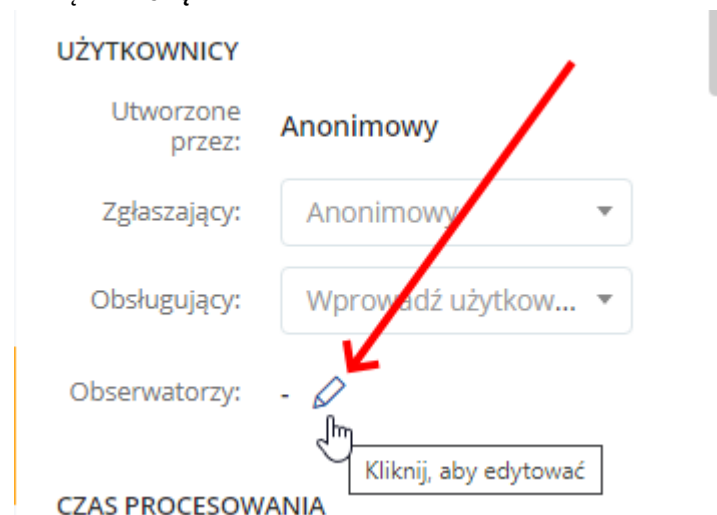 UŻYTKOWNICY
Utworzone
przez:
Anonimowy
Zgłaszający:
Anonimowy
Obsługujący:
Wprowadź użytkow...
Obserwatorzy:
-
Kliknij, aby edytować
CZAS PROCESOWANIA